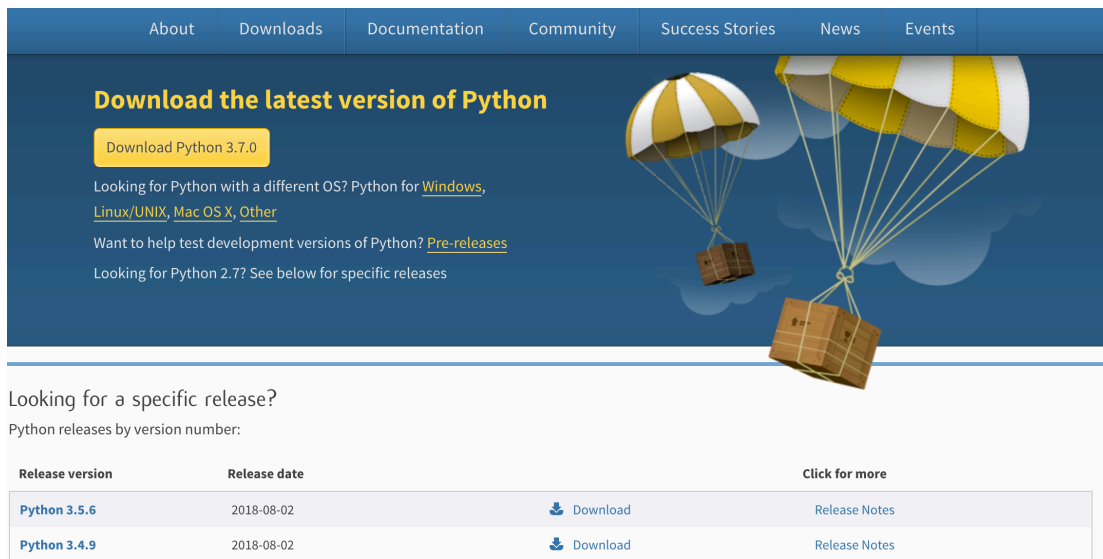 About Downloads Documentation Community Success Stories News Events
Download the latest version of Python
Download Python 3.7.0
Looking for Python with a different OS? Python for Windows,
Linux/UNIX, Mac OS X, Other
Want to help test development versions of Python? Pre-releases
Looking for Python 2.7? See below for specific releases
Looking for a specific release?
Python releases by version number:
Release version Release date Click for more
Python 3.5.6 2018-08-02 Download Release Notes
Python 3.4.9 2018-08-02 Download Release Notes